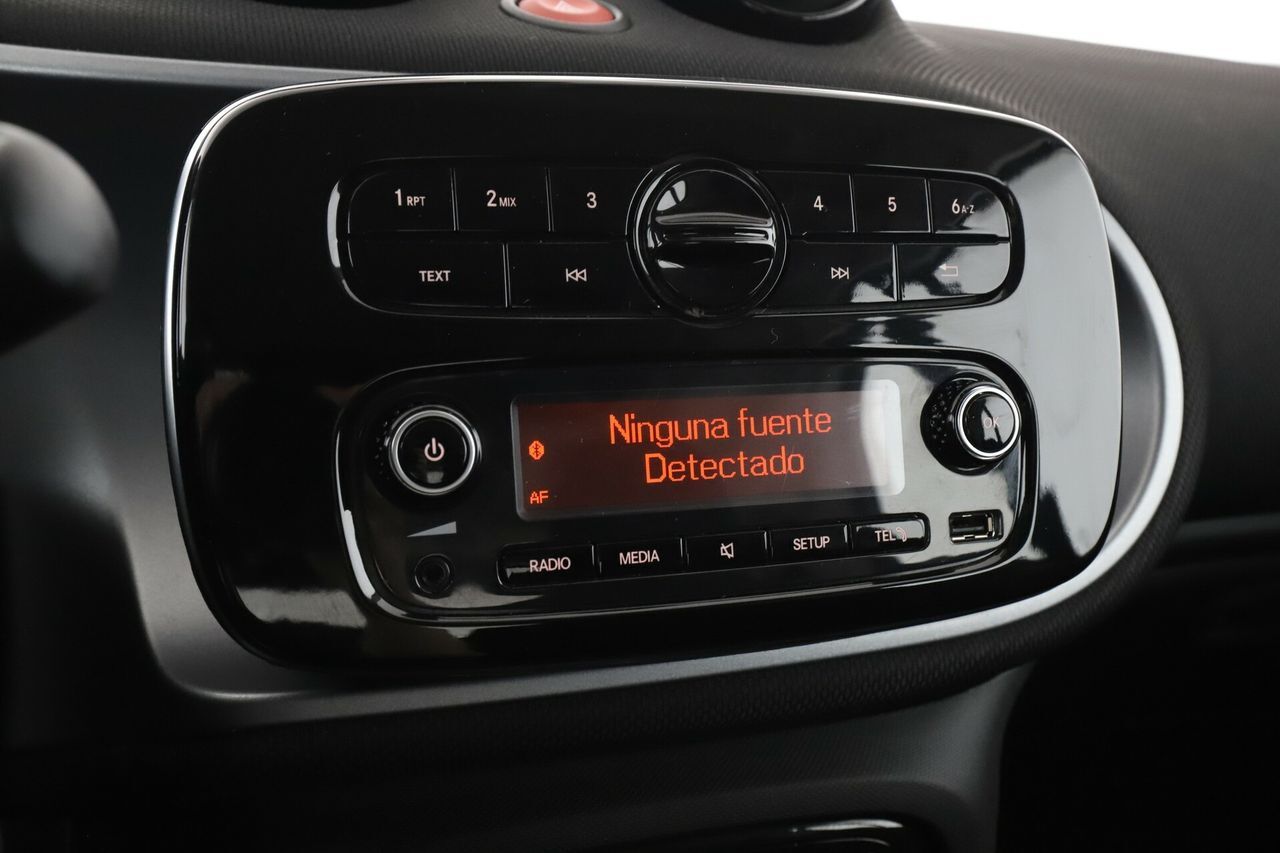 1 RPT 2 MIX 3 4 5 6 A-Z
TEXT
Ninguna fuente
Detectado
AF
OK
RADIO MEDIA SETUP TEL